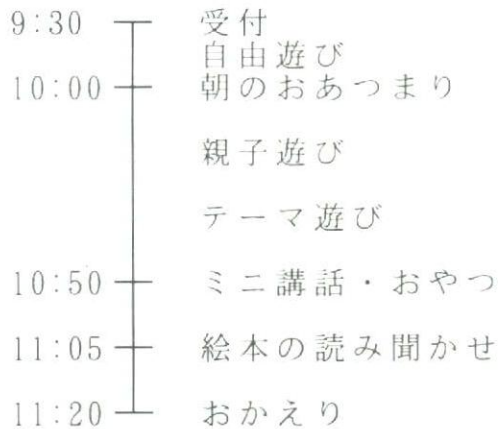 9:30 受付
自由遊び
10:00 朝のおあつまり
親子遊び
テーマ遊び
10:50 ミニ講話・おやつ
11:05 絵本の読み聞かせ
11:20 おかえり